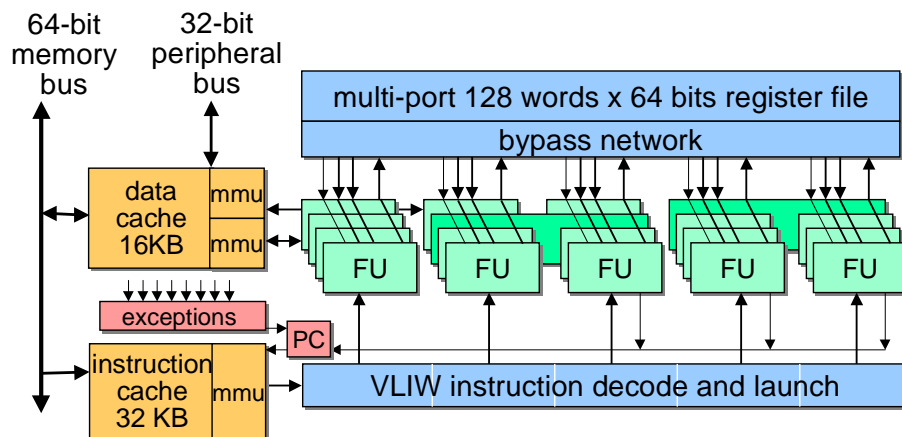 64-bit
memory
bus
32-bit
peripheral
bus
multi-port 128 words x 64 bits register file
bypass network
data
cache
16KB
mmu
mmu
FU
FU
FU
FU
FU
exceptions
PC
instruction
cache
32 KB
mmu
VLIW instruction decode and launch